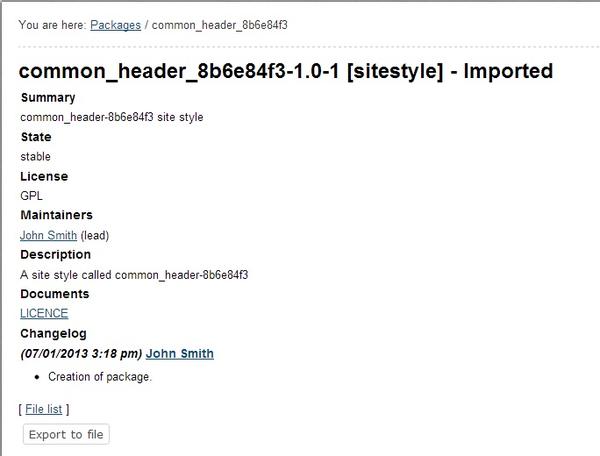 You are here: Packages / common_header_8b6e84f3
common_header_8b6e84f3-1.0-1 [sitestyle] - Imported
Summary
common_header-8b6e84f3 site style
State
stable
License
GPL
Maintainers
John Smith (lead)
Description
A site style called common_header-8b6e84f3
Documents
LICENCE
Changelog
(07/01/2013 3:18 pm) John Smith
• Creation of package.
[ File list ]
Export to file